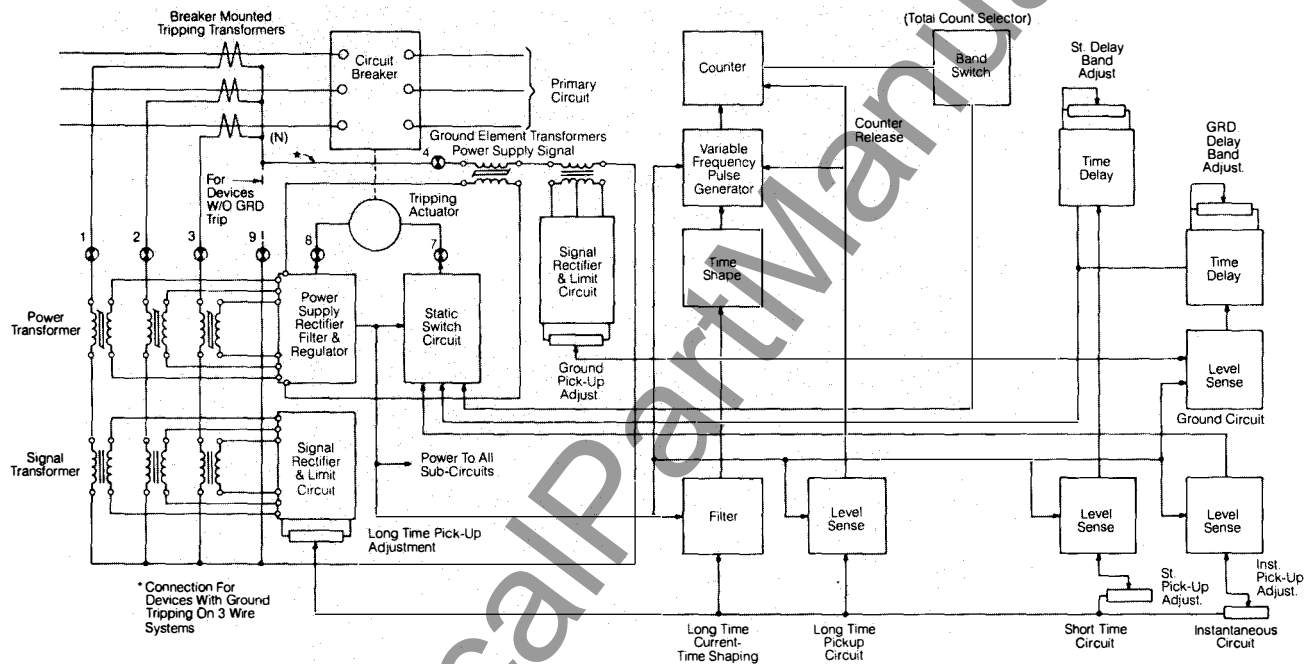 Breaker Mounted
Tripping Transformers
Circuit
Breaker
Primary
Circuit
(N)
Ground Element Transformers
Power Supply Signal
4
For
Devices
W/O GRD
Trip
Tripping
Actuator
1
2
3
9
8
7
Power
Transformer
Power
Supply
Rectifier
Filter &
Regulator
Static
Switch
Circuit
Signal
Rectifier
& Limit
Circuit
Ground
Pick-Up
Adjust.
Signal
Transformer
Signal
Rectifier
& Limit
Circuit
Power To All
Sub-Circuits
Long Time Pick-Up
Adjustment
* Connection For
Devices With Ground
Tripping On 3 Wire
Systems
(Total Count Selector)
Counter
Band
Switch
Counter
Release
Variable
Frequency
Pulse
Generator
Time
Shape
Filter
Level
Sense
Long Time
Current-
Time Shaping
Long Time
Pickup
Circuit
St. Delay
Band
Adjust
Time
Delay
GRD.
Delay
Band
Adjust.
Time
Delay
Level
Sense
Ground Circuit
Level
Sense
Level
Sense
St.
Pick-Up
Adjust.
Inst.
Pick-Up
Adjust.
Short Time
Circuit
Instantaneous
Circuit
calPartManua